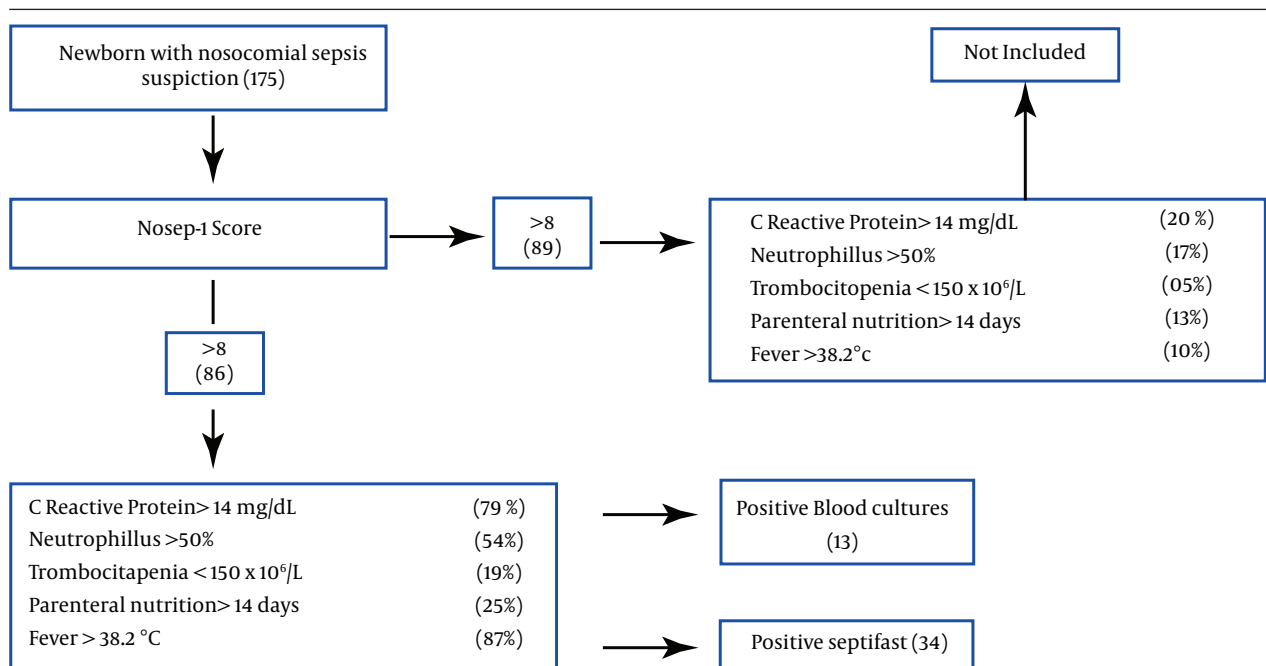 Newborn with nosocomial sepsis
suspiction (175)
Not Included
Nosep-1 Score
>8
(89)
C Reactive Protein> 14 mg/dL (20 %)
Neutrophillus >50% (17%)
Trombocitopenia < 150 x 10⁶/L (05%)
Parenteral nutrition> 14 days (13%)
Fever >38.2°c (10%)
>8
(86)
C Reactive Protein> 14 mg/dL (79 %)
Neutrophillus >50% (54%)
Trombocitapenia < 150 x 10⁶/L (19%)
Parenteral nutrition> 14 days (25%)
Fever > 38.2 °C (87%)
Positive Blood cultures
(13)
Positive septifast (34)